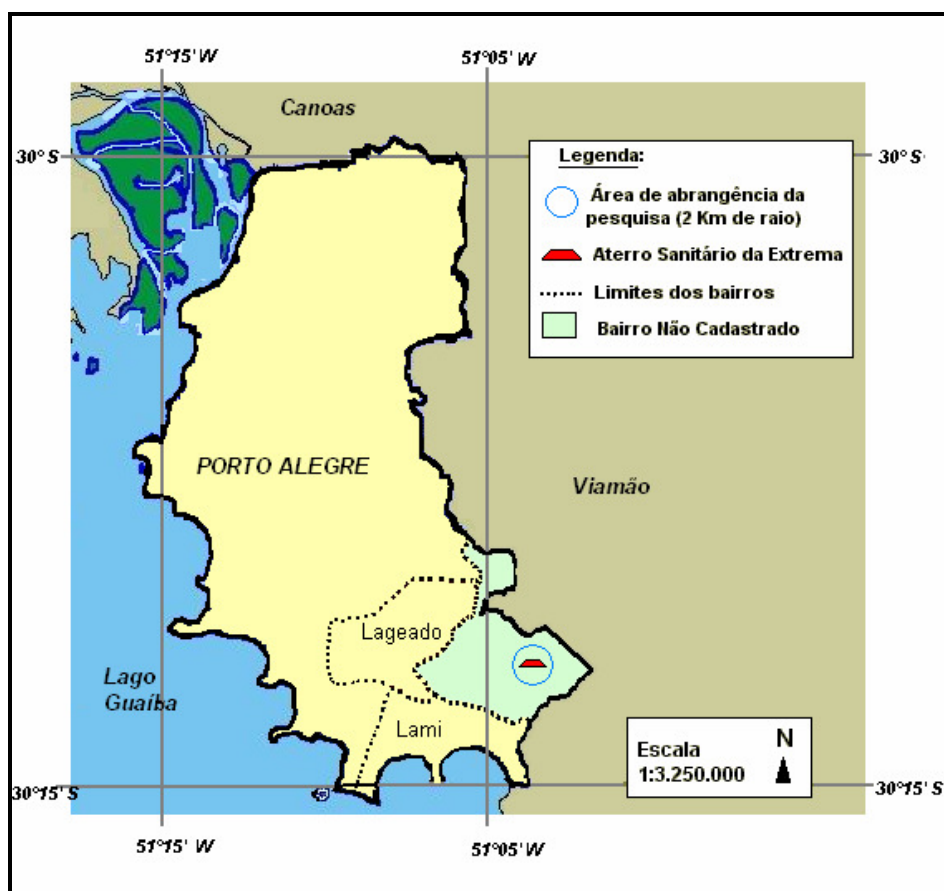 51°15' W
51°05' W
Canoas
30° S
30° S
Legenda:
Área de abrangência da
pesquisa (2 Km de raio)
Aterro Sanitário da Extrema
Limites dos bairros
Bairro Não Cadastrado
PORTO ALEGRE
Viamão
Lageado
Lago
Guaíba
Lami
Escala
1:3.250.000
N
30°15' S
30°15' S
51°15' W
51°05' W